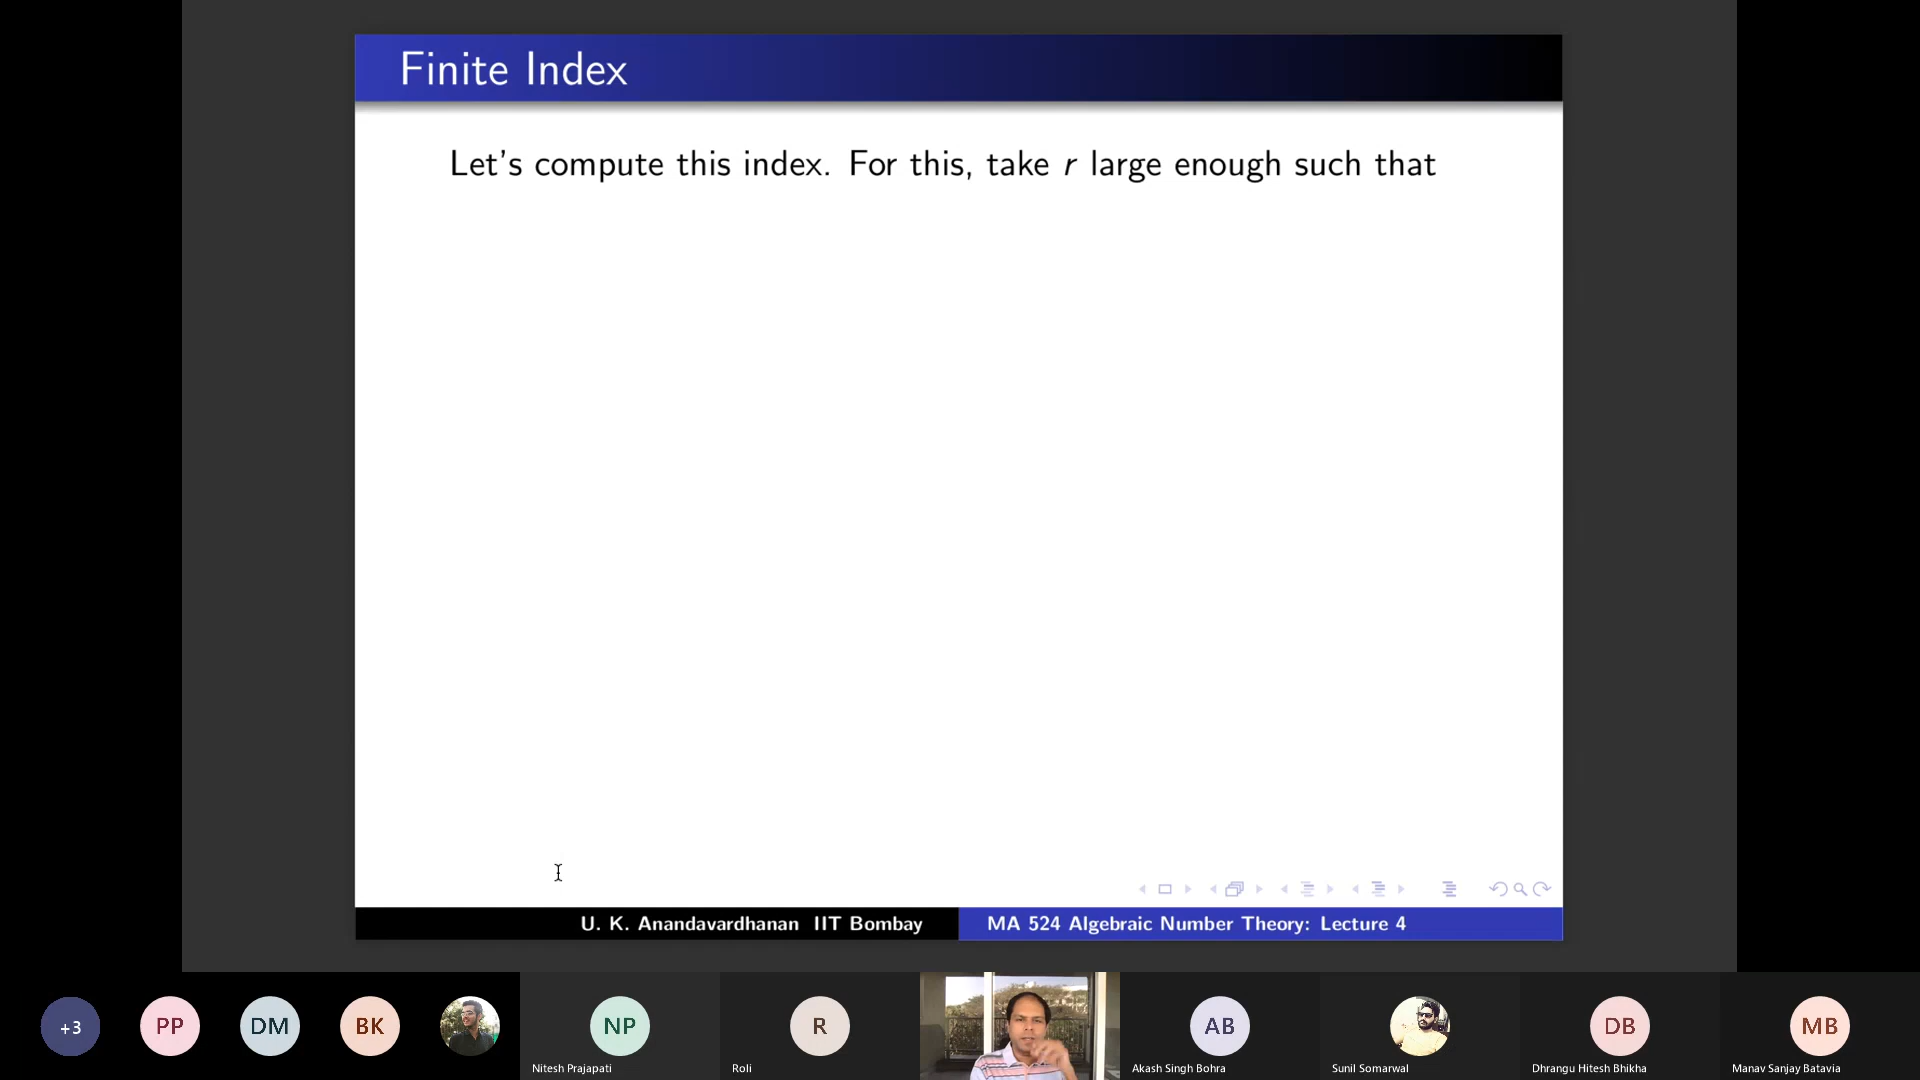 Finite Index
Let's compute this index. For this, take r large enough such that
U. K. Anandavardhanan IIT Bombay
MA 524 Algebraic Number Theory: Lecture 4
+3
PP
DM
BK
NP
Nitesh Prajapati
R
Roli
AB
Akash Singh Bohra
Sunil Somarwal
DB
Dhrangu Hitesh Bhikha
MB
Manav Sanjay Batavia